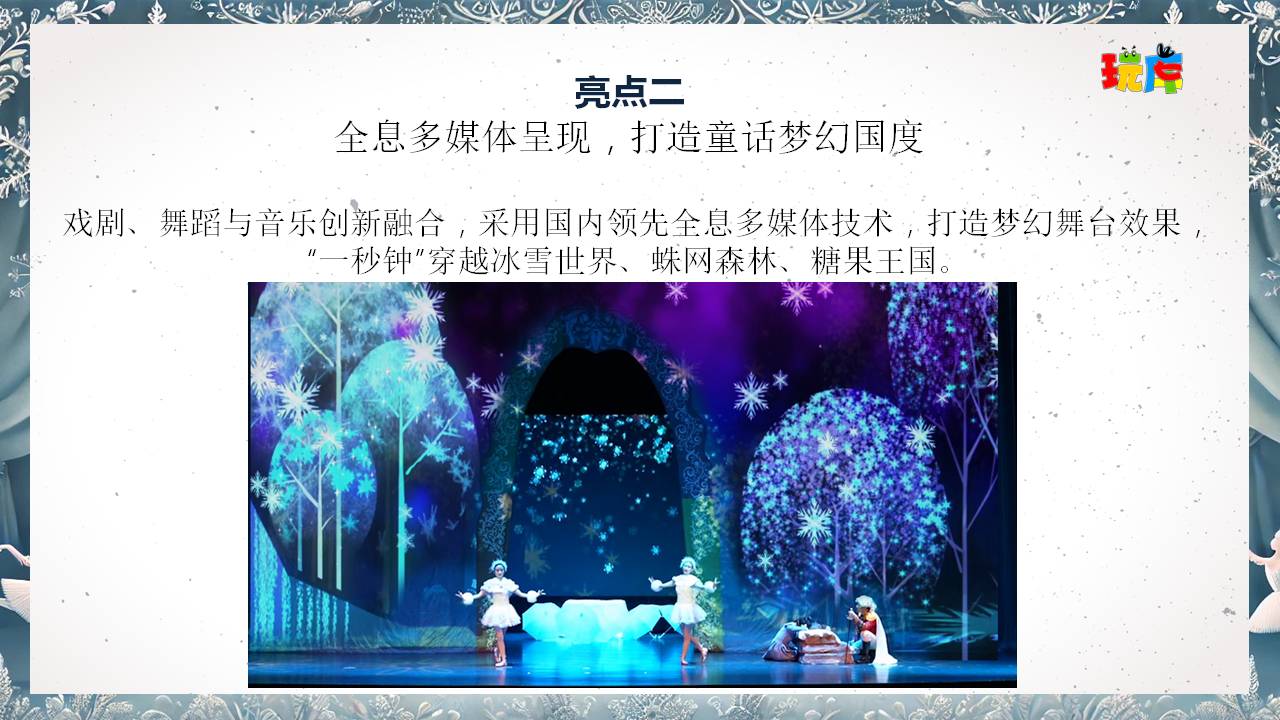 玩库
亮点二
全息多媒体呈现，打造童话梦幻国度
戏剧、舞蹈与音乐创新融合，采用国内领先全息多媒体技术，打造梦幻舞台效果，
“一秒钟”穿越冰雪世界、蛛网森林、糖果王国。